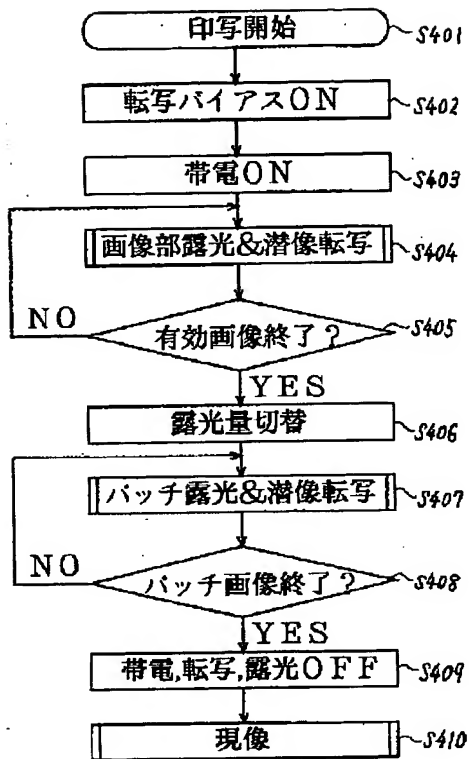 印写開始 S401
転写バイアスON S402
帯電ON S403
画像部露光&潜像転写 S404
有効画像終了? S405
NO
YES
露光量切替 S406
パッチ露光&潜像転写 S407
パッチ画像終了? S408
NO
YES
帯電,転写,露光OFF S409
現像 S410